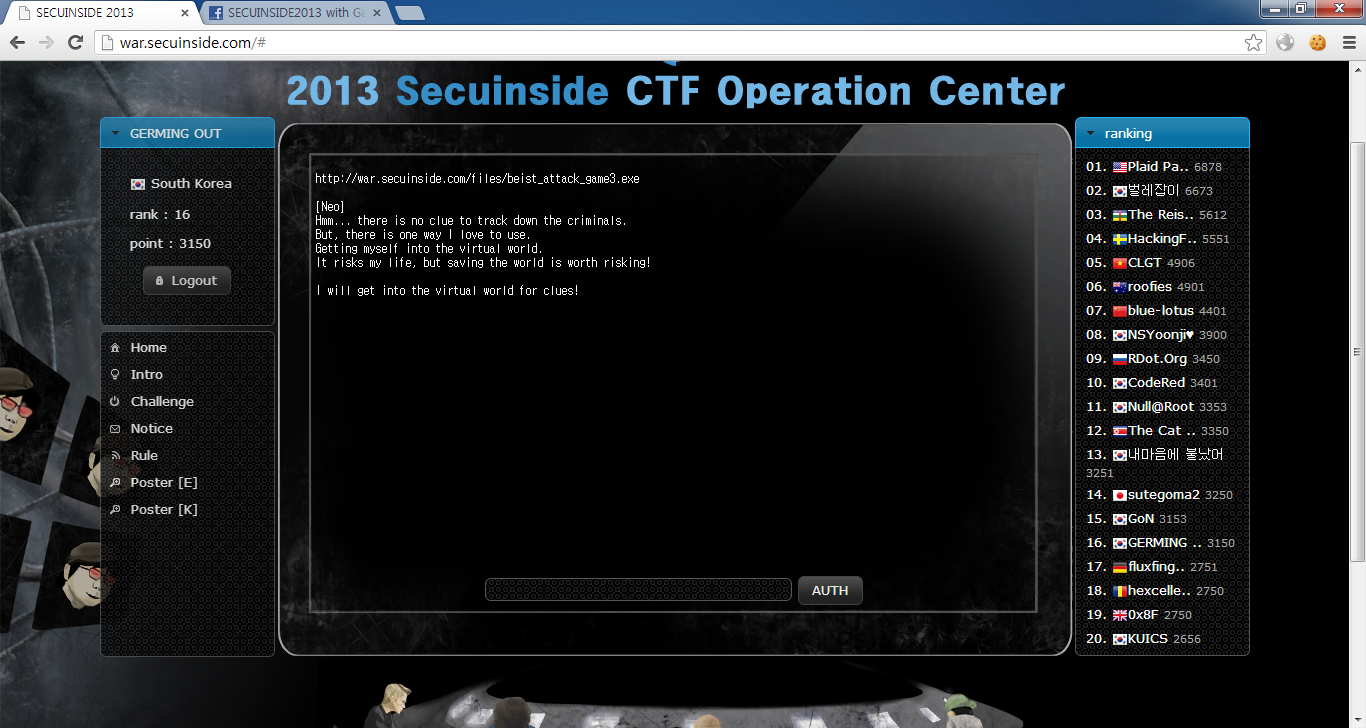 SECUINSIDE 2013
SECUINSIDE2013 with Ga
war.secuinside.com/#
2013 Secuinside CTF Operation Center
GERMING OUT
South Korea
rank : 16
point : 3150
Logout
Home
Intro
Challenge
Notice
Rule
Poster [E]
Poster [K]
http://war.secuinside.com/files/beist_attack_game3.exe
[Neo]
Hmm... there is no clue to track down the criminals.
But, there is one way I love to use.
Getting myself into the virtual world.
It risks my life, but saving the world is worth risking!
I will get into the virtual world for clues!
AUTH
ranking
01. Plaid Pa.. 6878
02. 벌레잡이 6673
03. The Reis.. 5612
04. HackingF.. 5551
05. CLGT 4906
06. roofies 4901
07. blue-lotus 4401
08. NSYoonji♥ 3900
09. RDot.Org 3450
10. CodeRed 3401
11. Null@Root 3353
12. The Cat .. 3350
13. 내마음에 불났어
3251
14. sutegoma2 3250
15. GoN 3153
16. GERMING .. 3150
17. fluxfing.. 2751
18. hexcelle.. 2750
19. 0x8F 2750
20. KUICS 2656